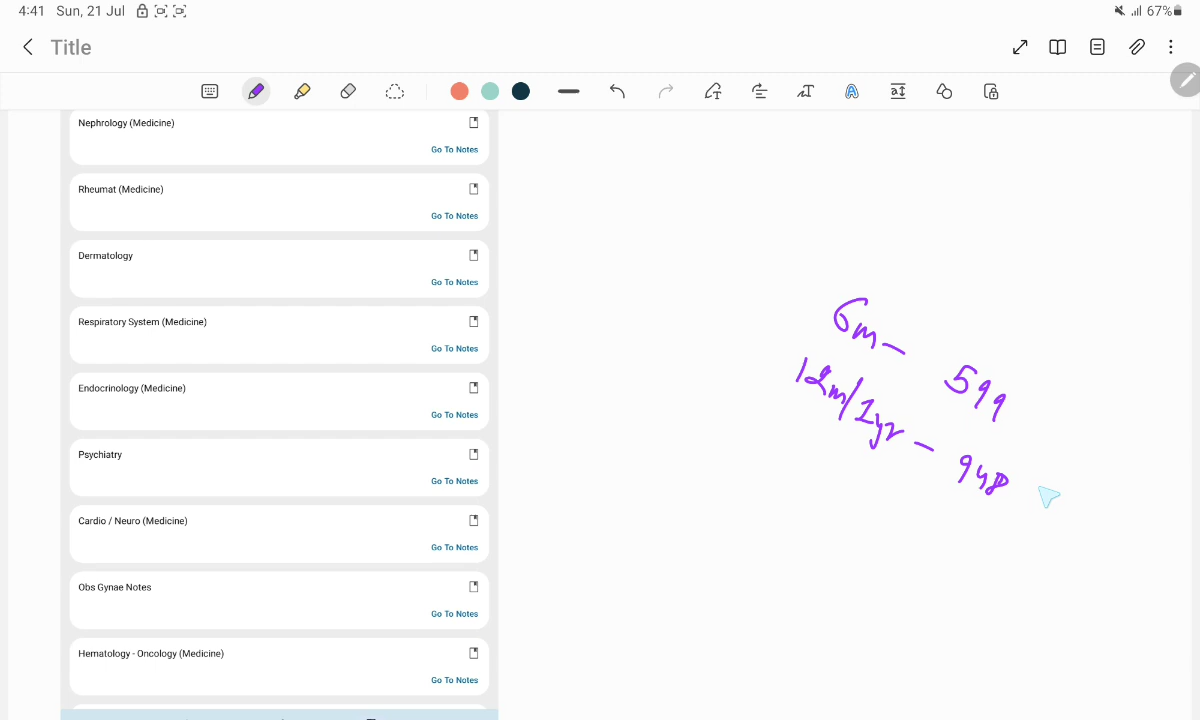 4:41 Sun, 21 Jul 67%
Title
Nephrology (Medicine)
Go To Notes
Rheumat (Medicine)
Go To Notes
Dermatology
Go To Notes
Respiratory System (Medicine)
Go To Notes
Endocrinology (Medicine)
Go To Notes
Psychiatry
Go To Notes
Cardio / Neuro (Medicine)
Go To Notes
Obs Gynae Notes
Go To Notes
Hematology - Oncology (Medicine)
Go To Notes
6m - 599
12m/1yr -